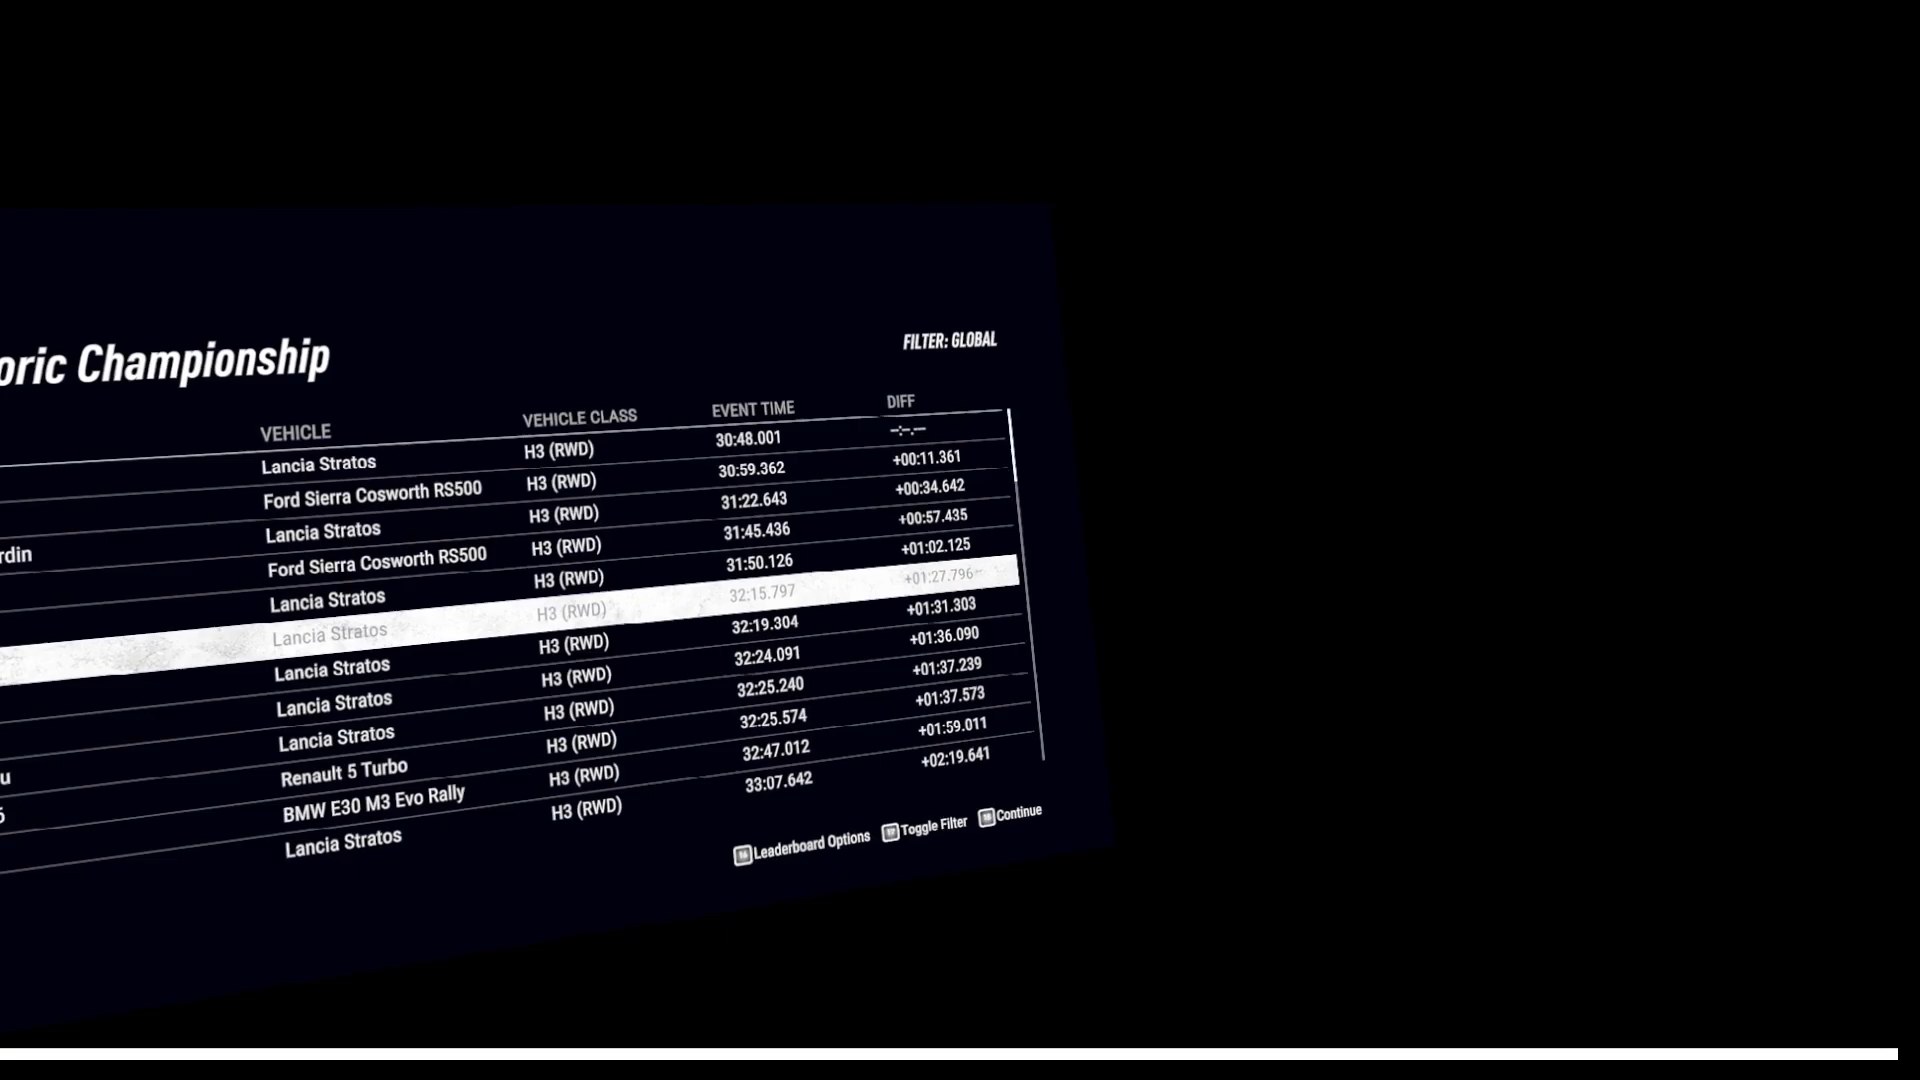 oric Championship
FILTER: GLOBAL
VEHICLE VEHICLE CLASS EVENT TIME DIFF
Lancia Stratos H3 (RWD) 30:48.001 --:--.---
Ford Sierra Cosworth RS500 H3 (RWD) 30:59.362 +00:11.361
Lancia Stratos H3 (RWD) 31:22.643 +00:34.642
rdin Ford Sierra Cosworth RS500 H3 (RWD) 31:45.436 +00:57.435
Lancia Stratos H3 (RWD) 31:50.126 +01:02.125
Lancia Stratos H3 (RWD) 32:15.797 +01:27.796
Lancia Stratos H3 (RWD) 32:19.304 +01:31.303
Lancia Stratos H3 (RWD) 32:24.091 +01:36.090
Lancia Stratos H3 (RWD) 32:25.240 +01:37.239
u Renault 5 Turbo H3 (RWD) 32:25.574 +01:37.573
BMW E30 M3 Evo Rally H3 (RWD) 32:47.012 +01:59.011
Lancia Stratos H3 (RWD) 33:07.642 +02:19.641
Leaderboard Options Toggle Filter Continue